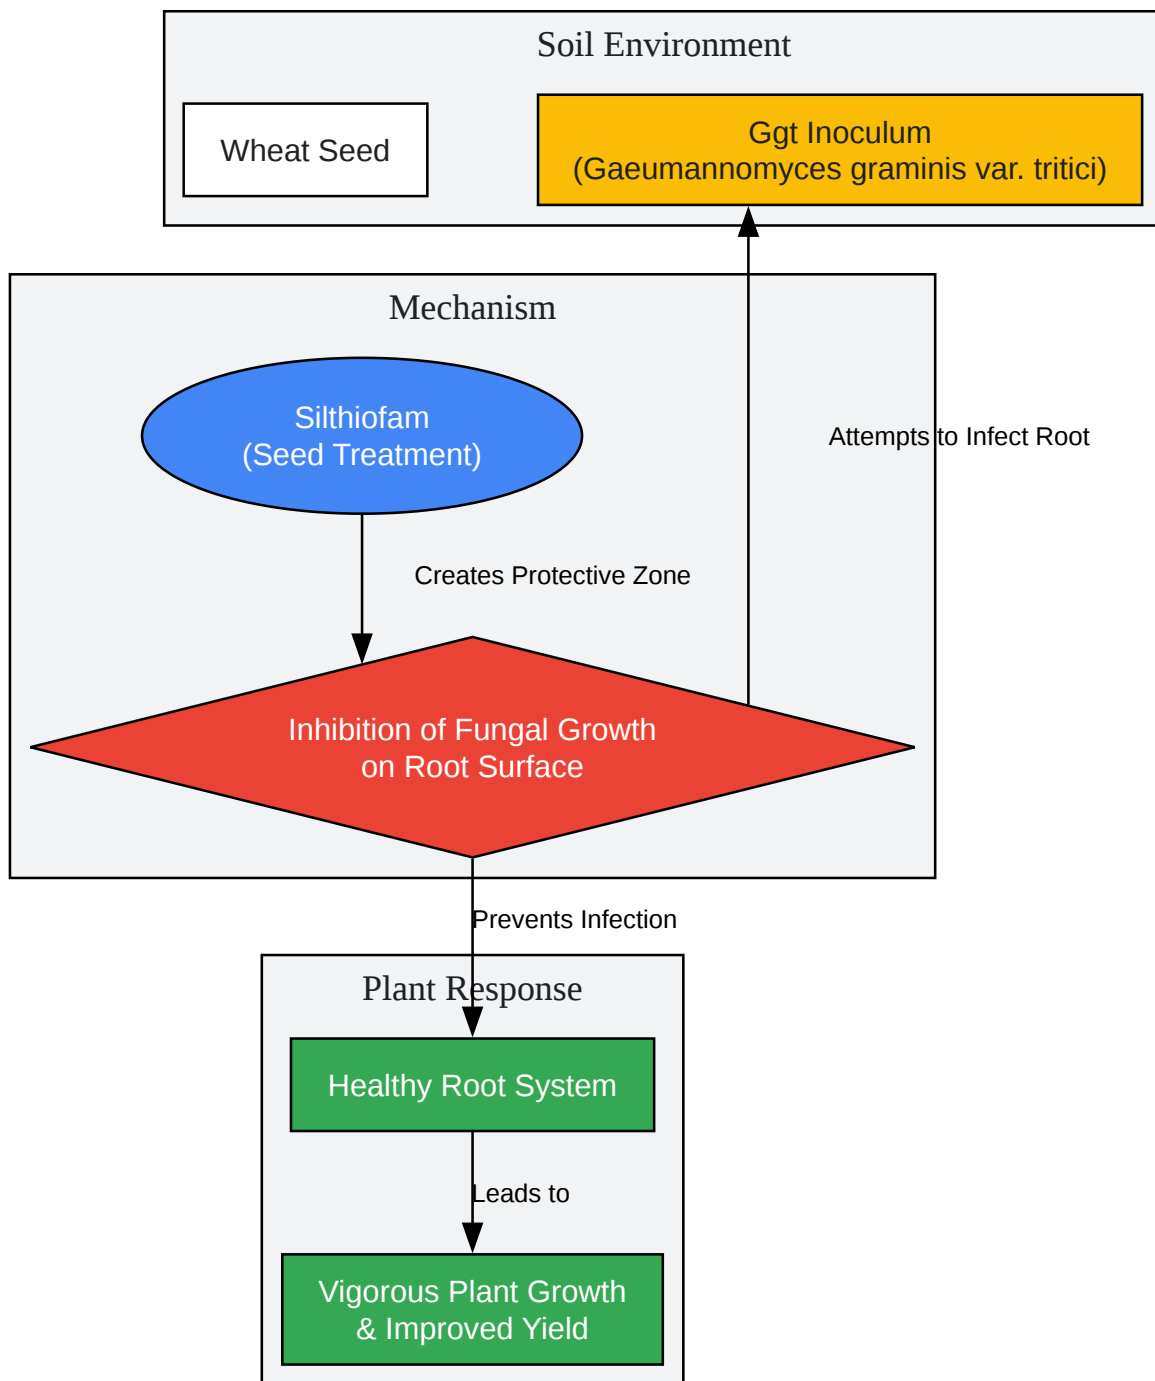 Soil Environment
Wheat Seed
Ggt Inoculum
(Gaeumannomyces graminis var. tritici)
Mechanism
Silthiofam
(Seed Treatment)
Attempts to Infect Root
Creates Protective Zone
Inhibition of Fungal Growth
on Root Surface
Prevents Infection
Plant Response
Healthy Root System
Leads to
Vigorous Plant Growth
& Improved Yield